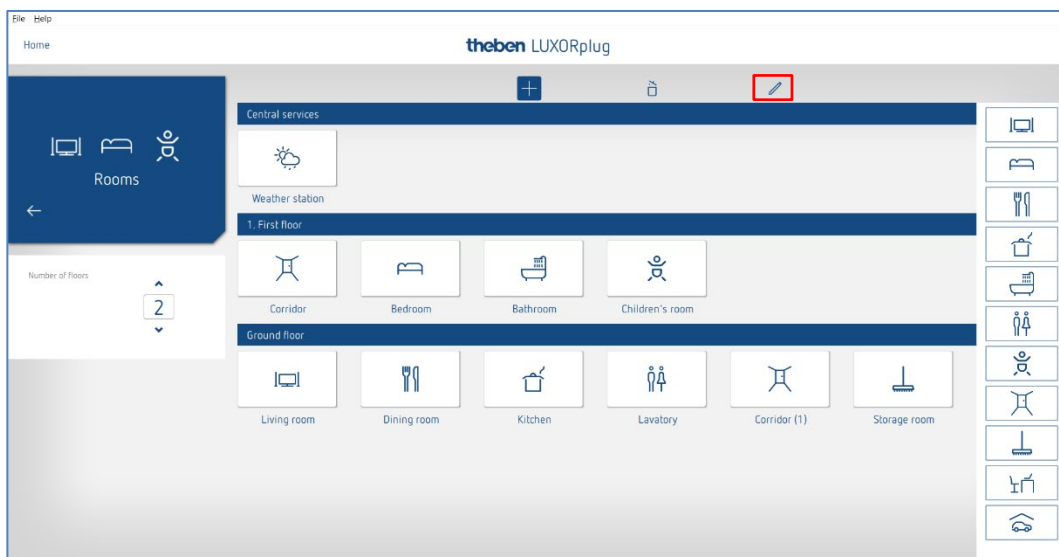 File Help
Home
theben LUXORplug
Rooms
Number of floors
2
Central services
Weather station
1. First floor
Corridor Bedroom Bathroom Children's room
Ground floor
Living room Dining room Kitchen Lavatory Corridor (1) Storage room